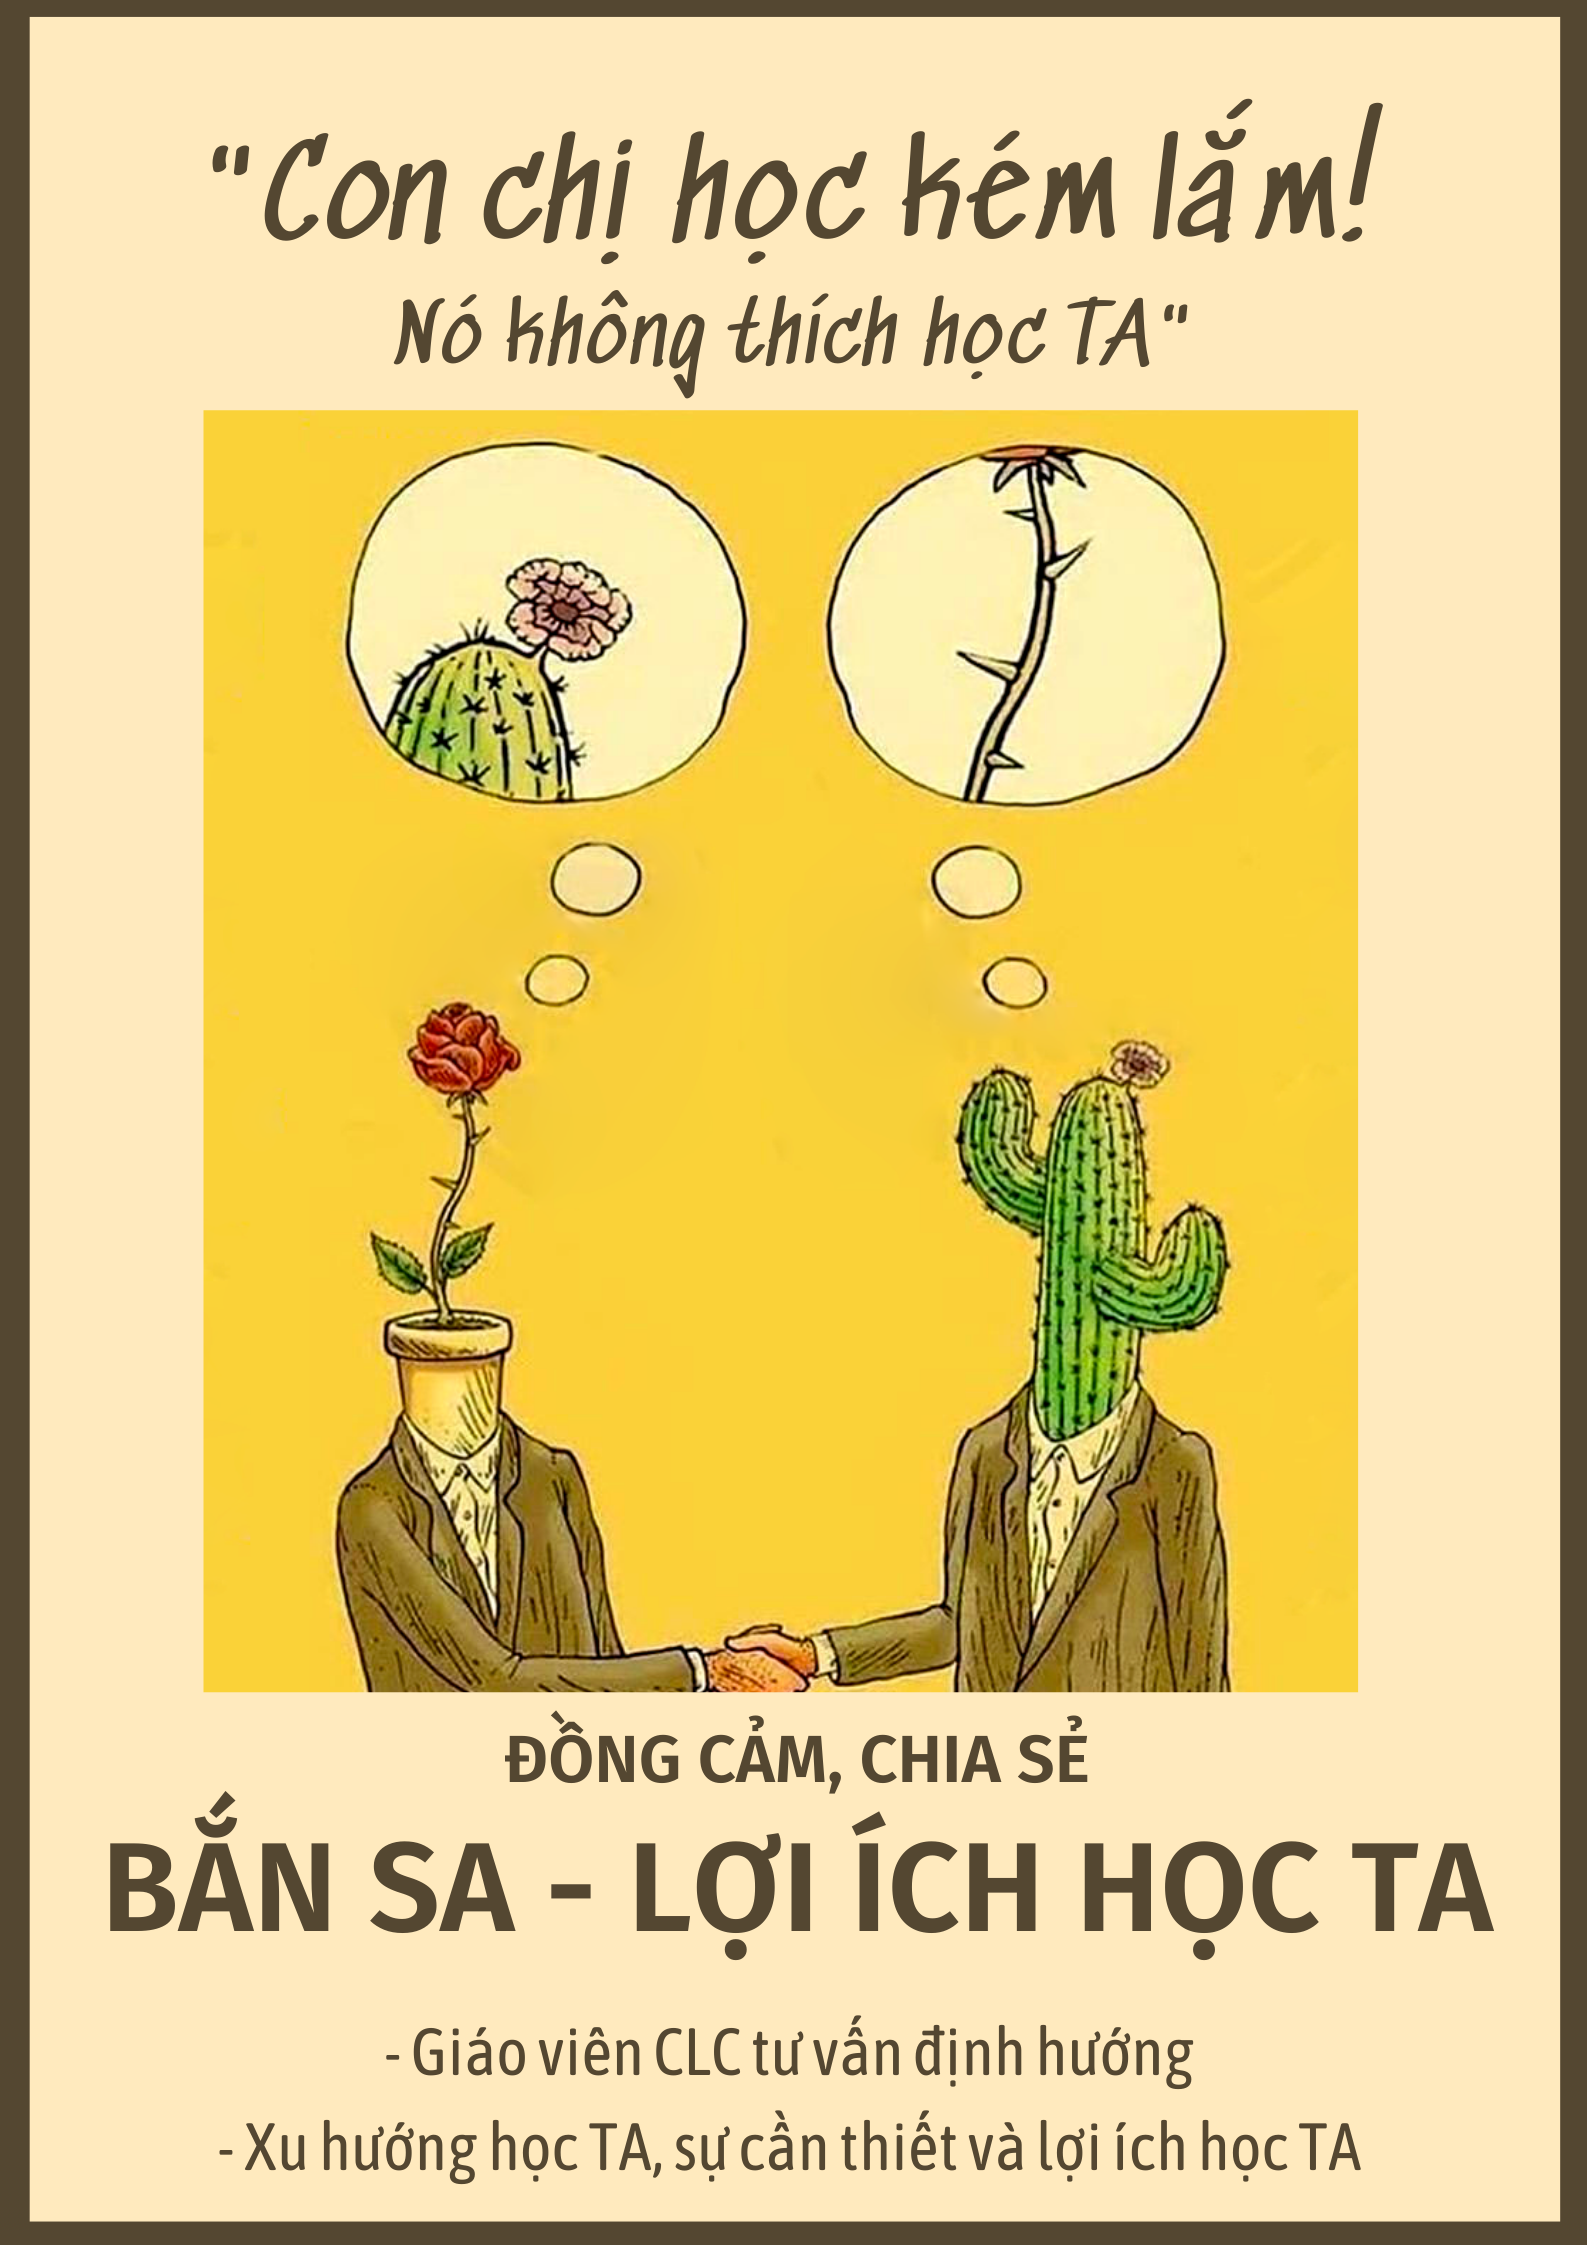 "Con chị học kém lắm!
Nó không thích học TA"
ĐỒNG CẢM, CHIA SẺ
BẮN SA - LỢI ÍCH HỌC TA
- Giáo viên CLC tư vấn định hướng
- Xu hướng học TA, sự cần thiết và lợi ích học TA